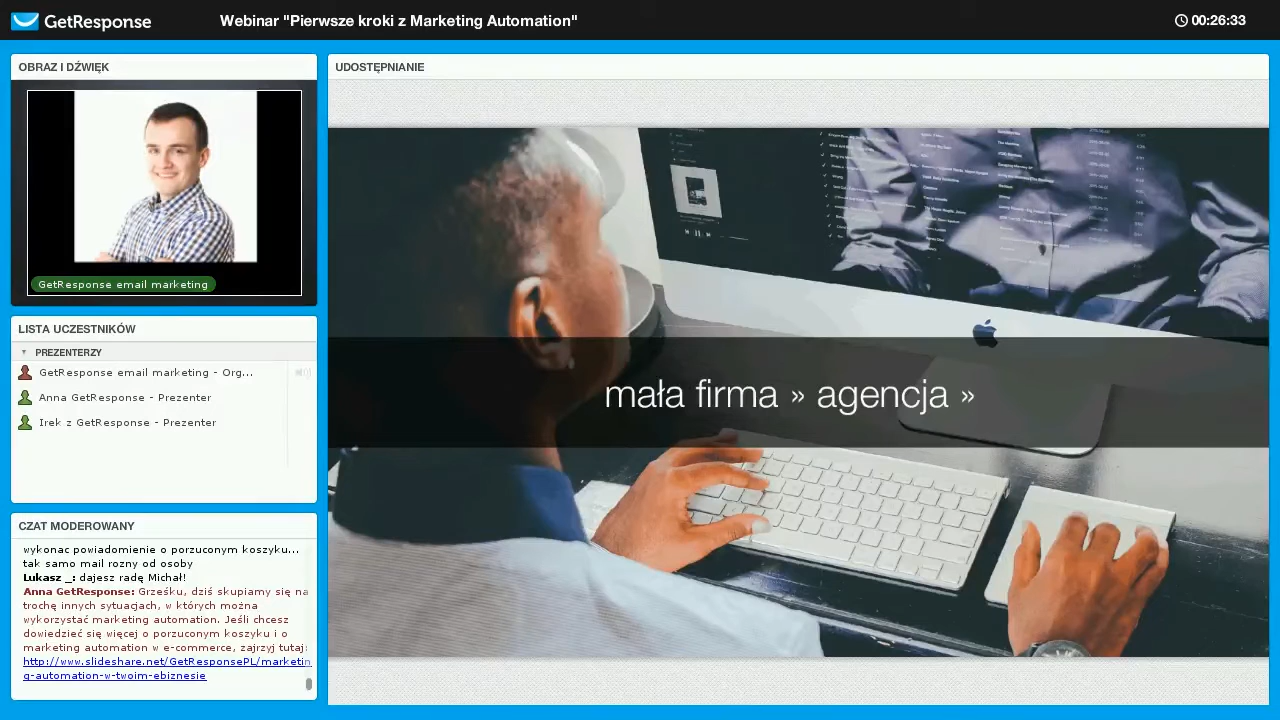 GetResponse
Webinar "Pierwsze kroki z Marketing Automation"
00:26:33
OBRAZ I DŹWIĘK
GetResponse email marketing
LISTA UCZESTNIKÓW
PREZENTERZY
GetResponse email marketing - Org...
Anna GetResponse - Prezenter
Irek z GetResponse - Prezenter
CZAT MODEROWANY
wykonac powiadomienie o porzuconym koszyku...
tak samo mail rozny od osoby
Lukasz _: dajesz radę Michał!
Anna GetResponse: Grześku, dziś skupiamy się na
trochę innych sytuacjach, w których można
wykorzystać marketing automation. Jeśli chcesz
dowiedzieć się więcej o porzuconym koszyku i o
marketing automation w e-commerce, zajrzyj tutaj:
http://www.slideshare.net/GetResponsePL/marketin
g-automation-w-twoim-ebiznesie
UDOSTĘPNIANIE
mała firma » agencja »